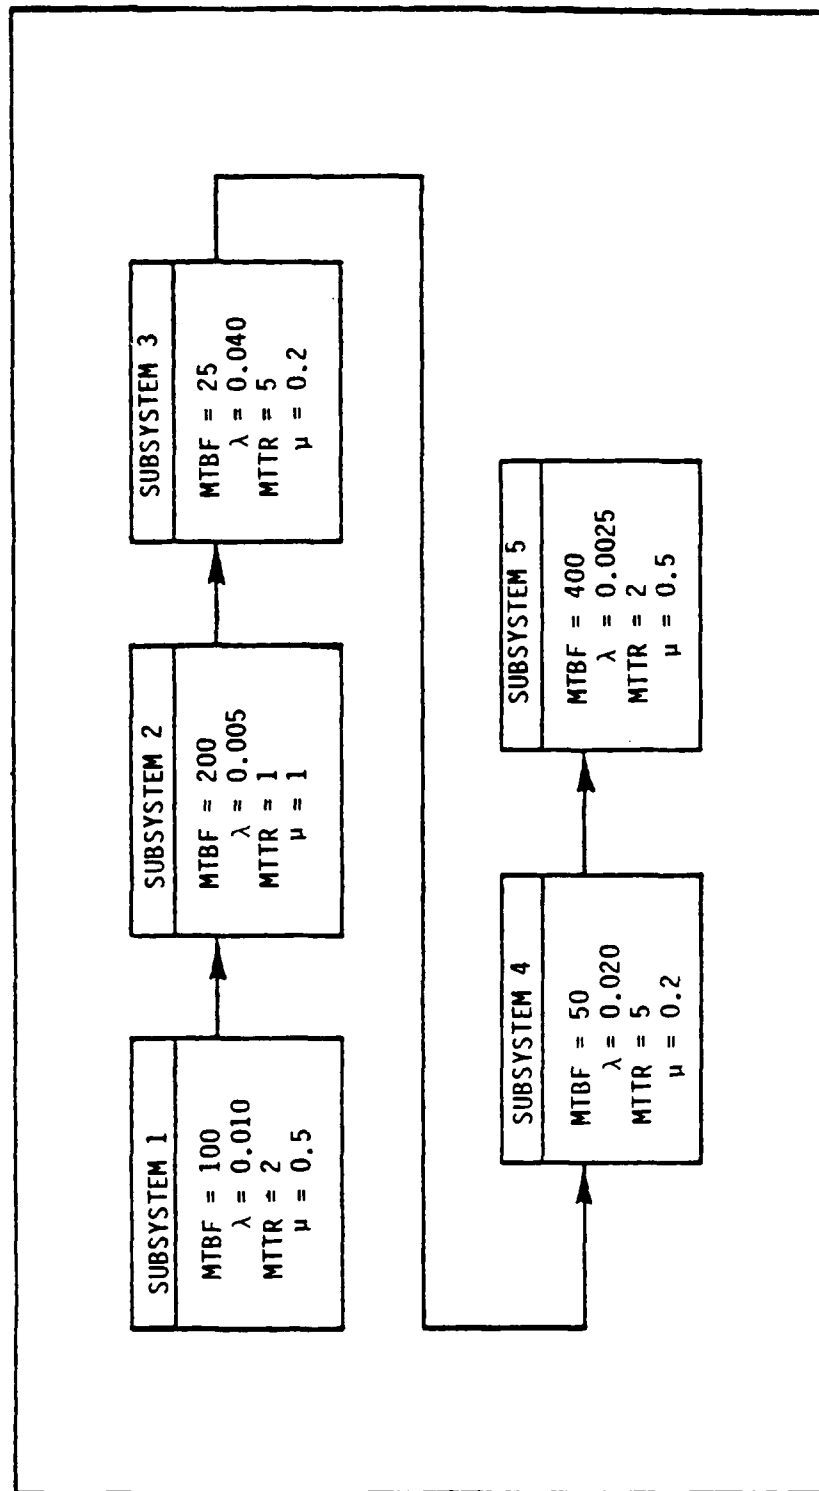 SUBSYSTEM 1
MTBF = 100
λ = 0.010
MTTR = 2
μ = 0.5
SUBSYSTEM 2
MTBF = 200
λ = 0.005
MTTR = 1
μ = 1
SUBSYSTEM 3
MTBF = 25
λ = 0.040
MTTR = 5
μ = 0.2
SUBSYSTEM 4
MTBF = 50
λ = 0.020
MTTR = 5
μ = 0.2
SUBSYSTEM 5
MTBF = 400
λ = 0.0025
MTTR = 2
μ = 0.5